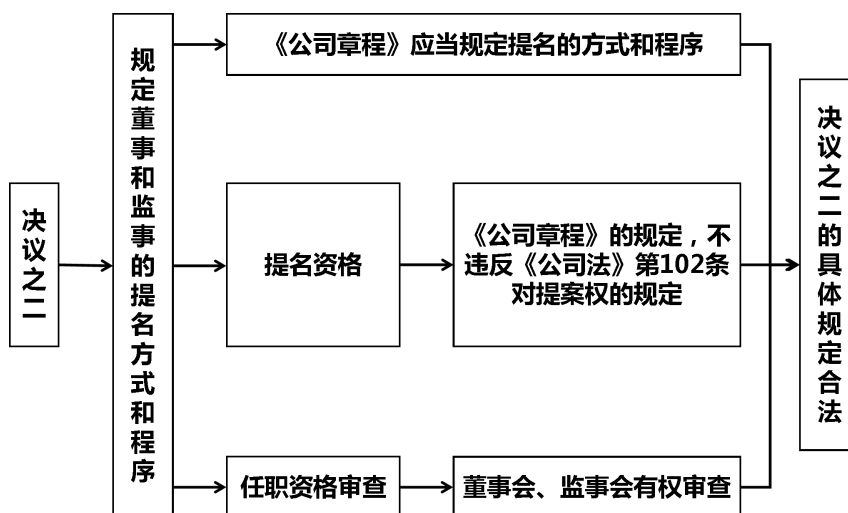 决议之二
规定董事和监事的提名方式和程序
《公司章程》应当规定提名的方式和程序
提名资格
《公司章程》的规定，不
违反《公司法》第102条
对提案权的规定
任职资格审查
董事会、监事会有权审查
决议之二的具体规定合法